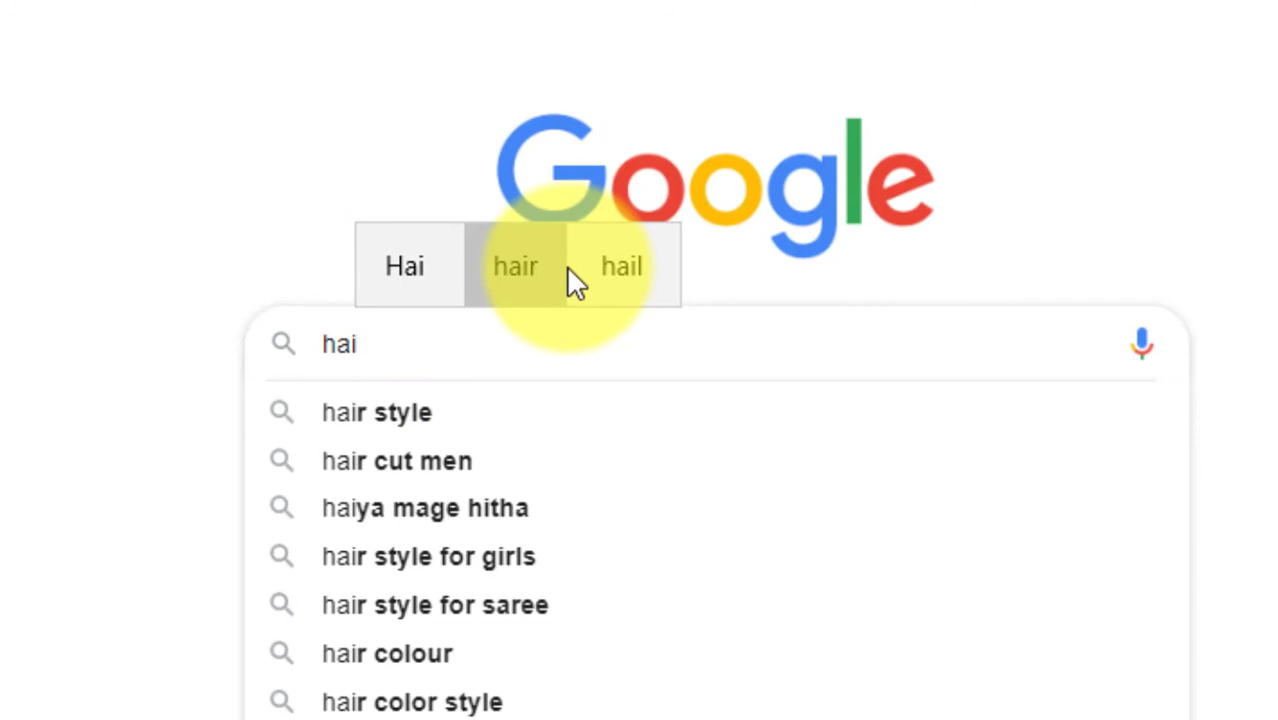 Google
Hai hair hail
hai
hair style
hair cut men
haiya mage hitha
hair style for girls
hair style for saree
hair colour
hair color style